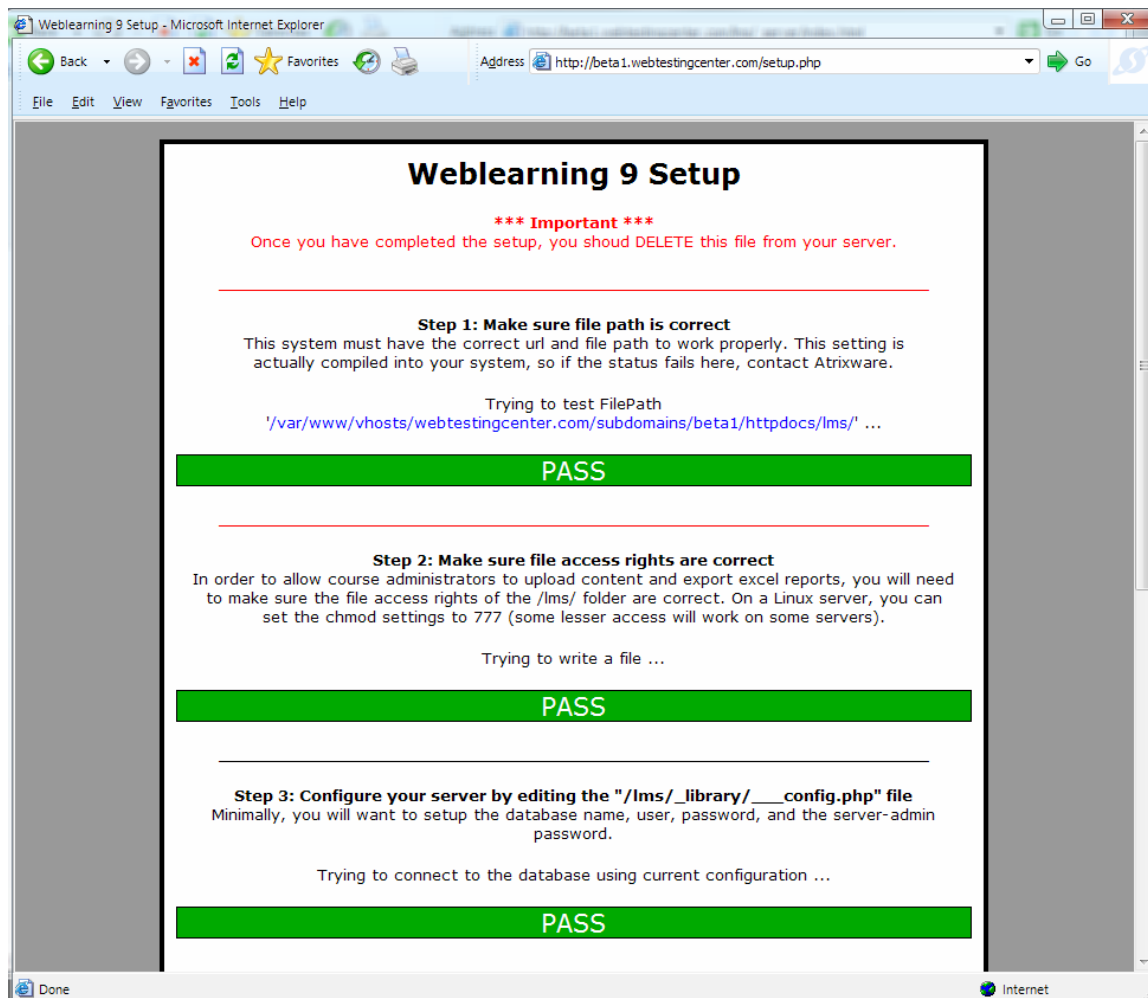 Weblearning 9 Setup - Microsoft Internet Explorer
Back
Favorites
Address http://beta1.webtestingcenter.com/setup.php
Go
File Edit View Favorites Tools Help
Weblearning 9 Setup
*** Important ***
Once you have completed the setup, you shoud DELETE this file from your server.
Step 1: Make sure file path is correct
This system must have the correct url and file path to work properly. This setting is
actually compiled into your system, so if the status fails here, contact Atrixware.
Trying to test FilePath
'/var/www/vhosts/webtestingcenter.com/subdomains/beta1/httpdocs/lms/' ...
PASS
Step 2: Make sure file access rights are correct
In order to allow course administrators to upload content and export excel reports, you will need
to make sure the file access rights of the /lms/ folder are correct. On a Linux server, you can
set the chmod settings to 777 (some lesser access will work on some servers).
Trying to write a file ...
PASS
Step 3: Configure your server by editing the "/lms/_library/___config.php" file
Minimally, you will want to setup the database name, user, password, and the server-admin
password.
Trying to connect to the database using current configuration ...
PASS
Done
Internet